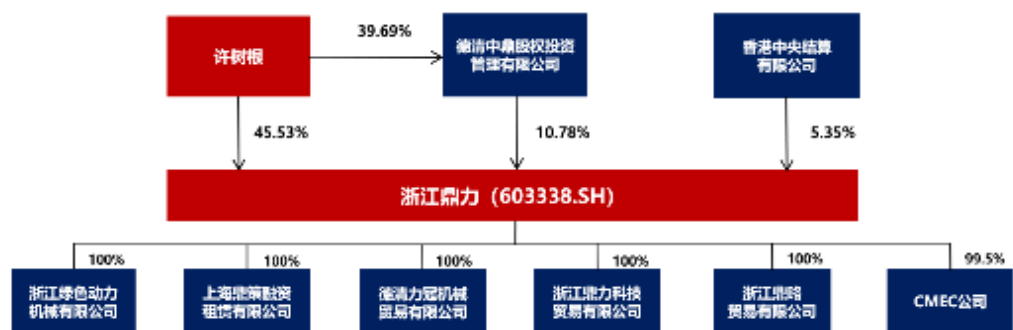 39.69%
许树根
德清中鼎股权投资
管理有限公司
香港中央结算
有限公司
45.53%
10.78%
5.35%
浙江鼎力（603338.SH）
100%
100%
100%
100%
100%
99.5%
浙江绿色动力
机械有限公司
上海鼎策融资
租赁有限公司
德清力冠机械
贸易有限公司
浙江鼎力科技
贸易有限公司
浙江鼎昽
贸易有限公司
CMEC公司